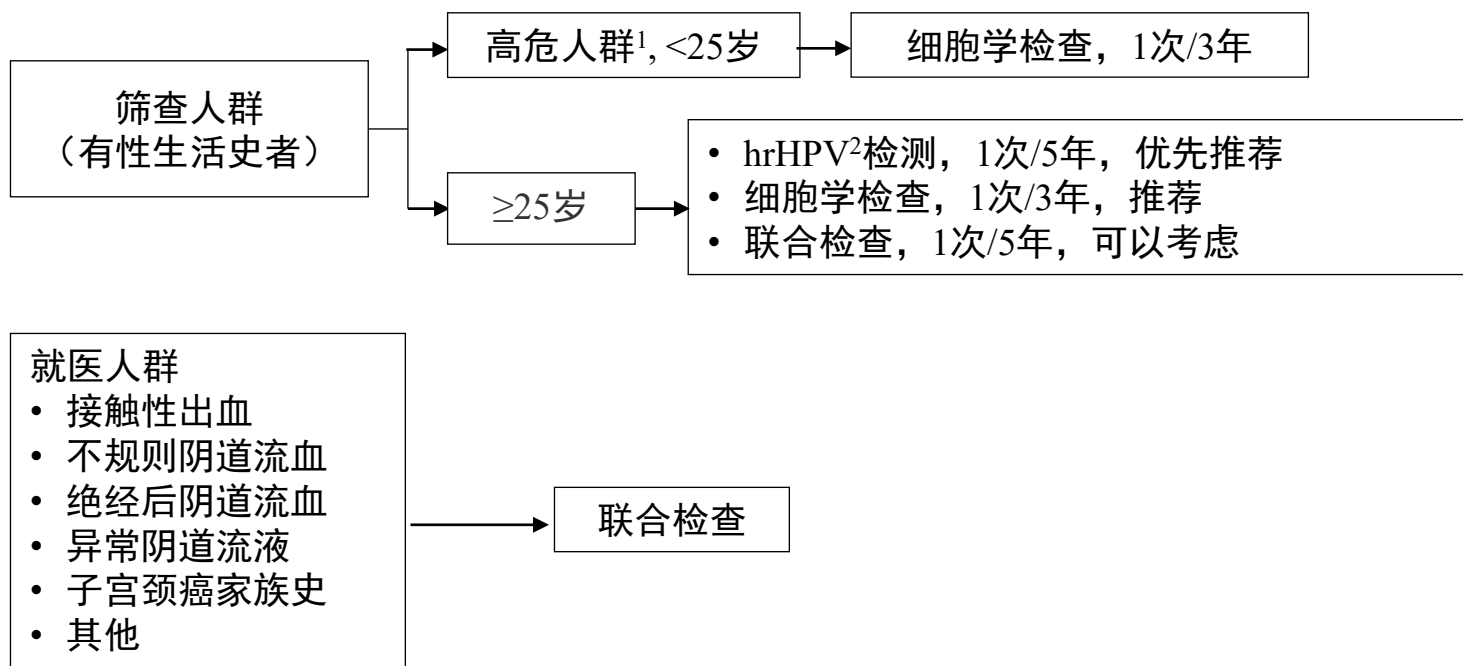 高危人群¹, <25岁
细胞学检查，1次/3年
筛查人群
（有性生活史者）
≥25岁
• hrHPV²检测，1次/5年，优先推荐
• 细胞学检查，1次/3年，推荐
• 联合检查，1次/5年，可以考虑
就医人群
• 接触性出血
• 不规则阴道流血
• 绝经后阴道流血
• 异常阴道流液
• 子宫颈癌家族史
• 其他
联合检查